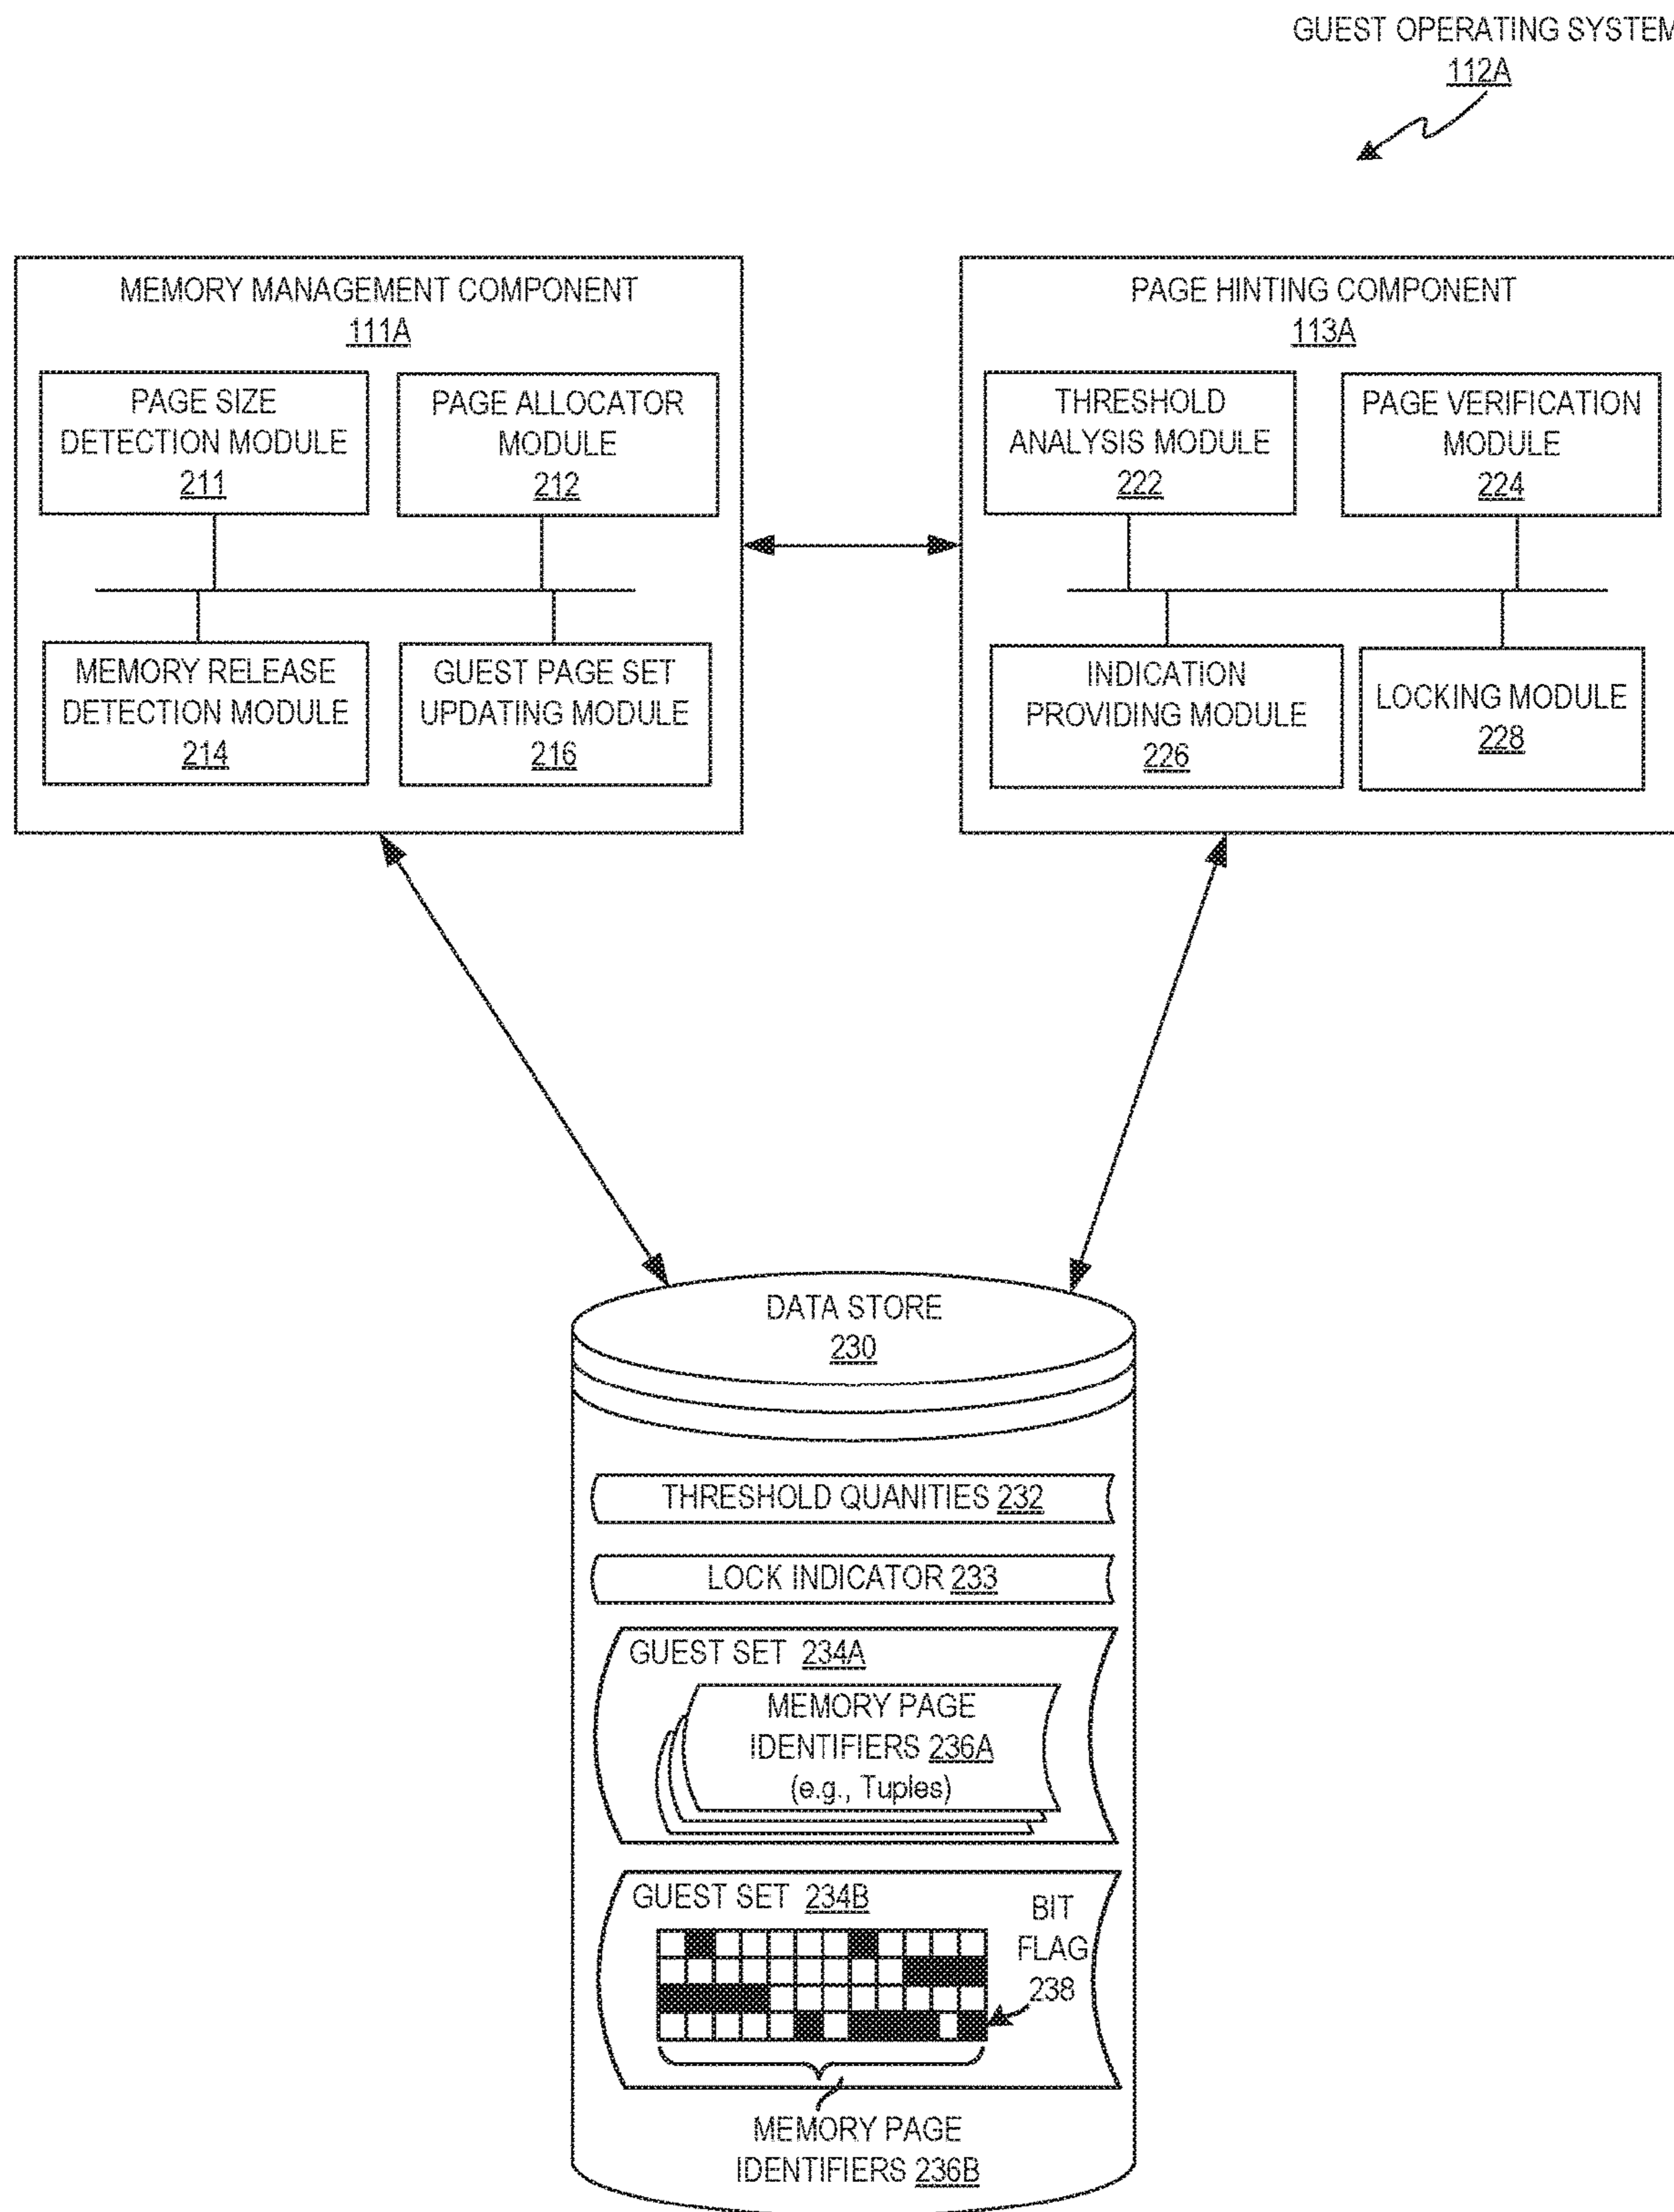 GUEST OPERATING SYSTEM
112A
MEMORY MANAGEMENT COMPONENT
111A
PAGE SIZE
DETECTION MODULE
211
PAGE ALLOCATOR
MODULE
212
MEMORY RELEASE
DETECTION MODULE
214
GUEST PAGE SET
UPDATING MODULE
216
PAGE HINTING COMPONENT
113A
THRESHOLD
ANALYSIS MODULE
222
PAGE VERIFICATION
MODULE
224
INDICATION
PROVIDING MODULE
226
LOCKING MODULE
228
DATA STORE
230
THRESHOLD QUANITIES 232
LOCK INDICATOR 233
GUEST SET 234A
MEMORY PAGE
IDENTIFIERS 236A
(e.g., Tuples)
GUEST SET 234B
BIT
FLAG
238
MEMORY PAGE
IDENTIFIERS 236B